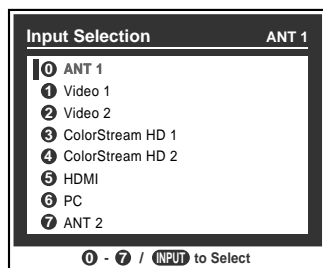 Input Selection ANT 1
0 ANT 1
1 Video 1
2 Video 2
3 ColorStream HD 1
4 ColorStream HD 2
5 HDMI
6 PC
7 ANT 2
0 - 7 / INPUT to Select